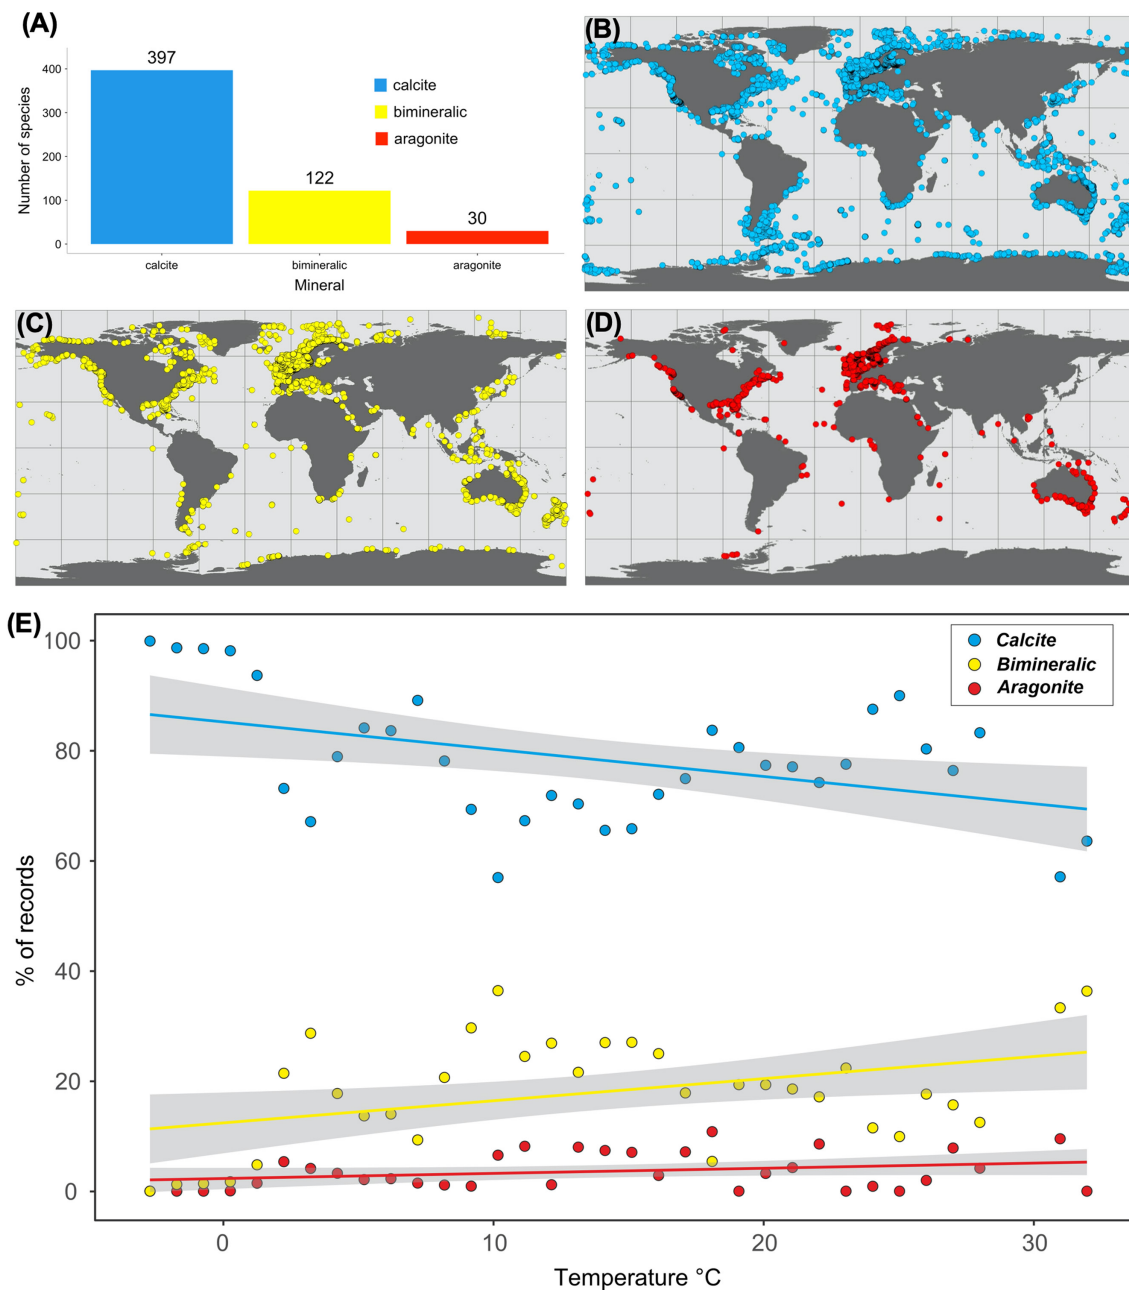 (A)
397
400
300
200
100
0
122
30
calcite
bimineralic
aragonite
Number of species
calcite
bimineralic
aragonite
Mineral
(B)
(C)
(D)
(E)
100
80
60
40
20
0
% of records
Calcite
Bimineralic
Aragonite
0
10
20
30
Temperature °C